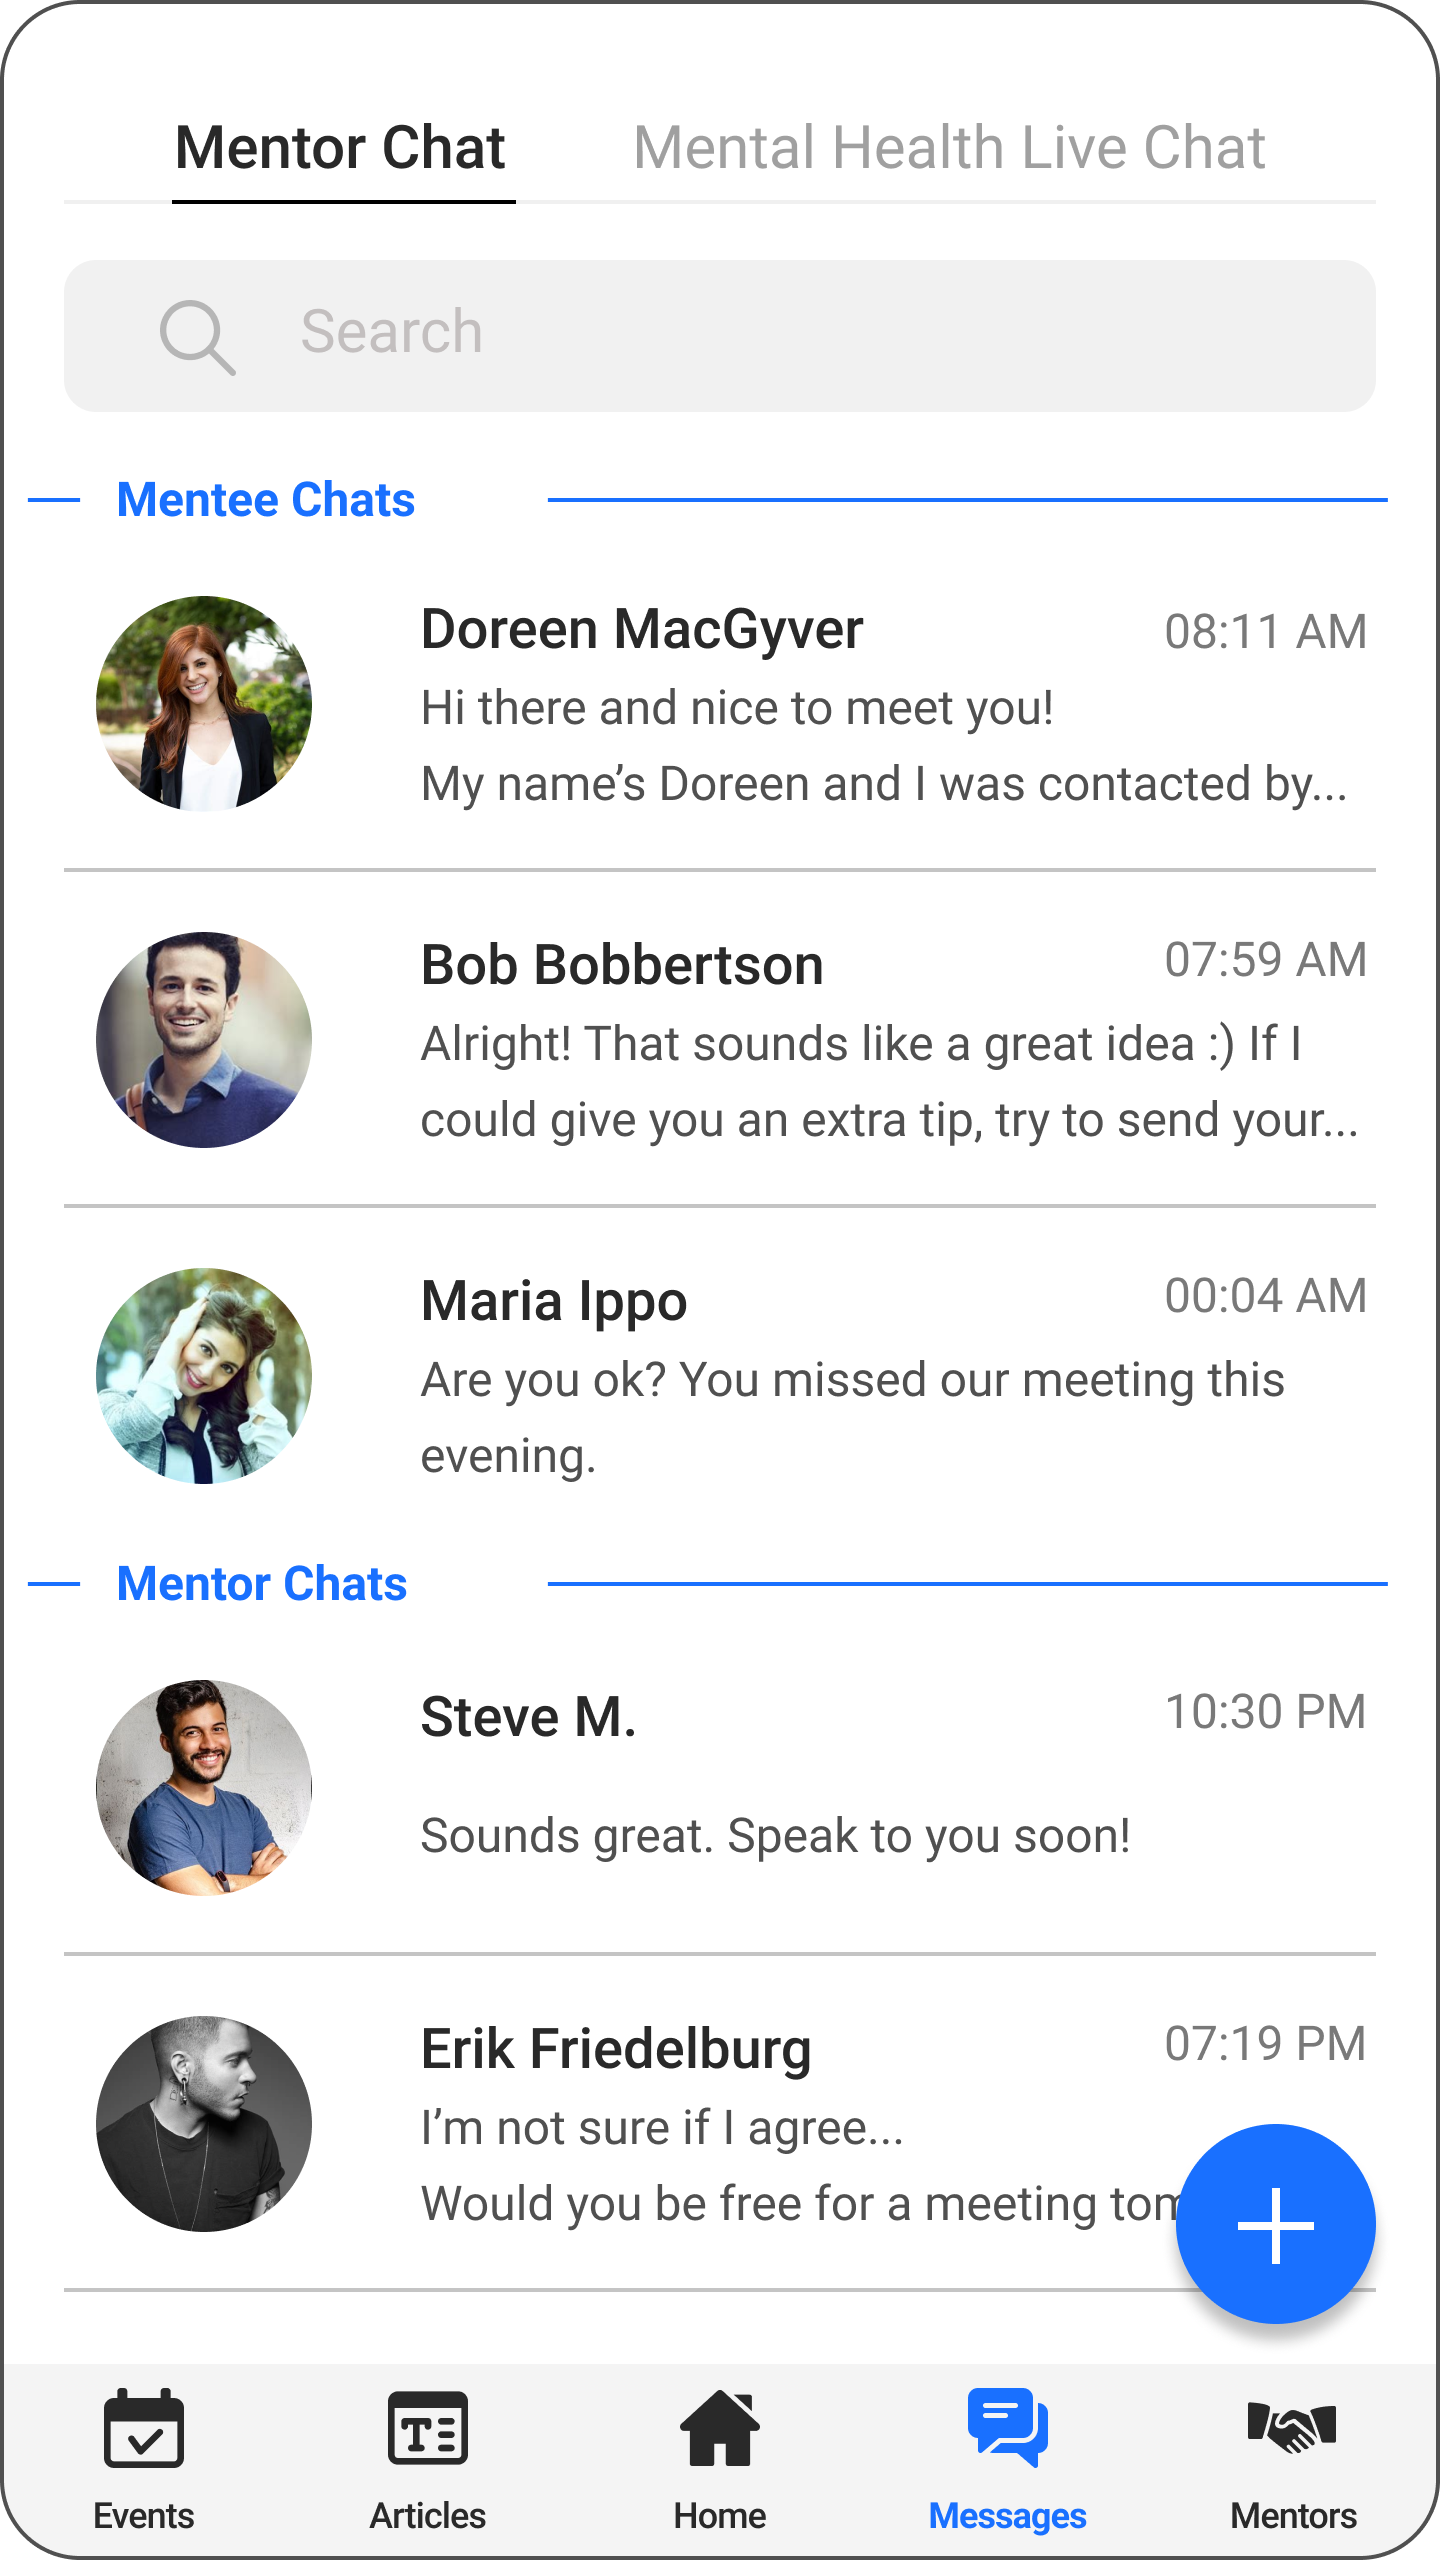 Mentor Chat
Mental Health Live Chat
Search
Mentee Chats
Doreen MacGyver
08:11 AM
Hi there and nice to meet you!
My name’s Doreen and I was contacted by...
Bob Bobbertson
07:59 AM
Alright! That sounds like a great idea :) If I
could give you an extra tip, try to send your...
Maria Ippo
00:04 AM
Are you ok? You missed our meeting this
evening.
Mentor Chats
Steve M.
10:30 PM
Sounds great. Speak to you soon!
Erik Friedelburg
07:19 PM
I’m not sure if I agree...
Would you be free for a meeting
Events
Articles
Home
Messages
Mentors